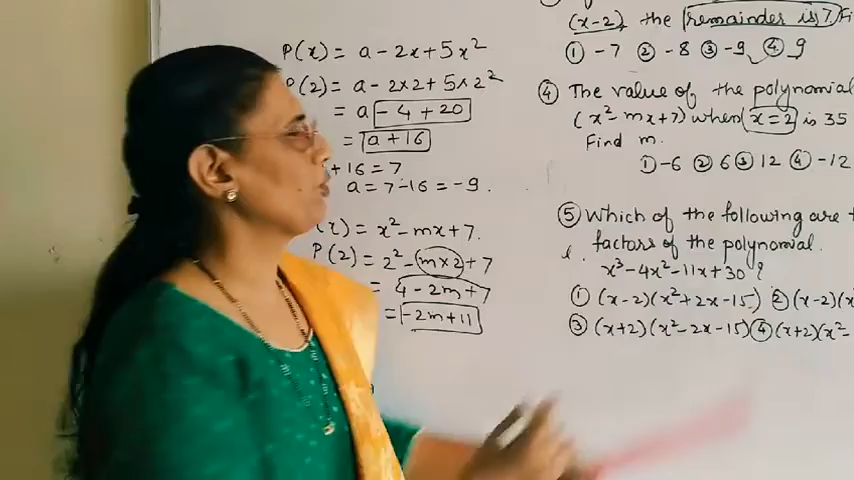 P(x) = a - 2x + 5x²
P(2) = a - 2×2 + 5×2²
= a - 4 + 20
= a + 16
+ 16 = 7
a = 7 - 16 = -9.
(x) = x² - mx + 7.
P(2) = 2² - m×2 + 7
= 4 - 2m + 7
= -2m + 11
(x-2) the remainder is 7
① -7 ② -8 ③ -9 ④ 9
④ The value of the polynomial
(x² - mx + 7) when x = 2 is 35
Find m.
① -6 ② 6 ③ 12 ④ -12
⑤ Which of the following are
factors of the polynomial.
x³ - 4x² - 11x + 30 ?
① (x-2)(x² + 2x - 15) ② (x-2)(x
③ (x+2)(x² - 2x - 15) ④ (x+2)(x² -